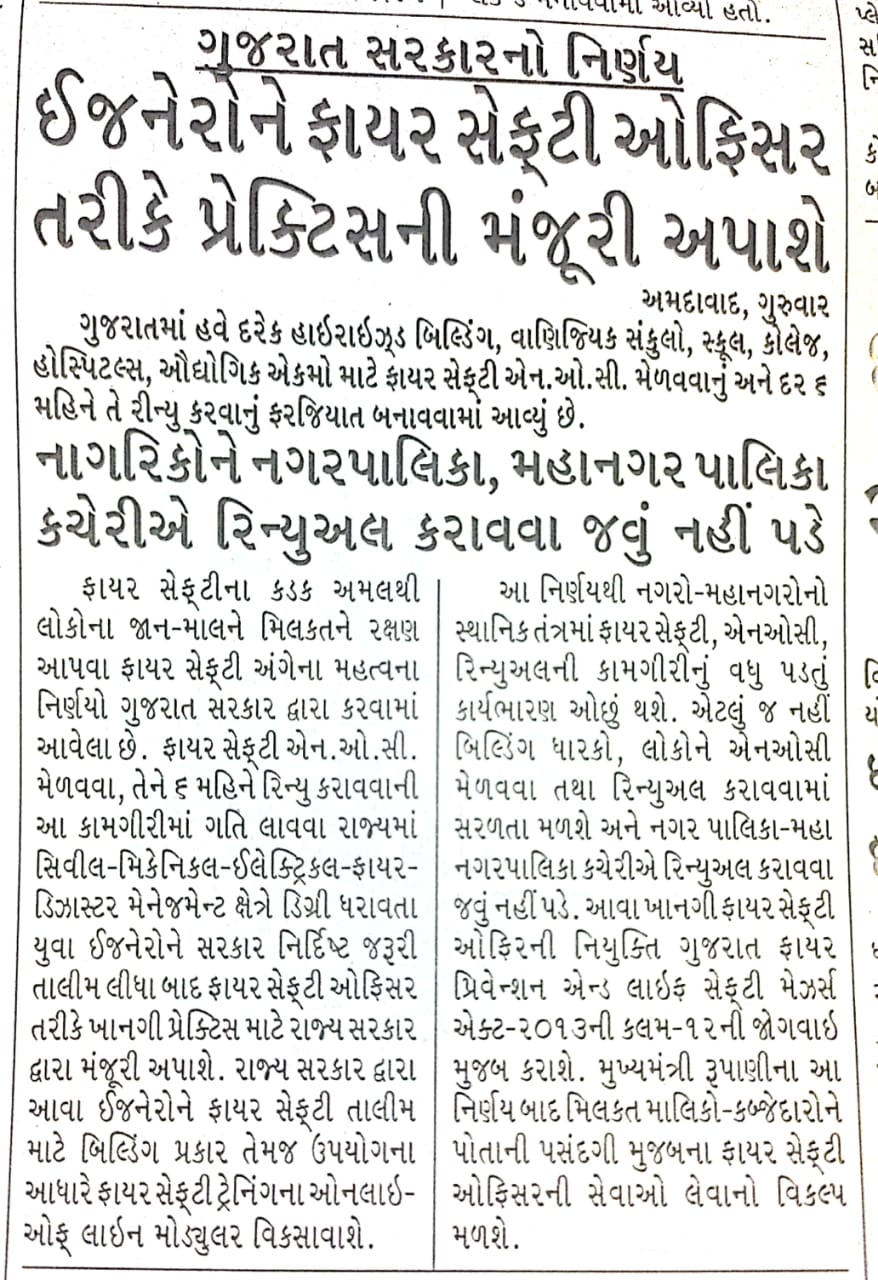 આવ્યો હતો.
ગુજરાત સરકારનો નિર્ણય
ઈજનેરોને ફાયર સેફ્ટી ઓફિસર
તરીકે પ્રેક્ટિસની મંજૂરી અપાશે
અમદાવાદ, ગુરુવાર
ગુજરાતમાં હવે દરેક હાઇરાઇઝ્ડ બિલ્ડિંગ, વાણિજ્યિક સંકુલો, સ્કૂલ, કોલેજ,
હોસ્પિટલ્સ, ઔદ્યોગિક એકમો માટે ફાયર સેફ્ટી એન.ઓ.સી. મેળવવાનું અને દર ૬
મહિને તે રીન્યુ કરવાનું ફરજિયાત બનાવવામાં આવ્યું છે.
નાગરિકોને નગરપાલિકા, મહાનગર પાલિકા
કચેરીએ રિન્યુઅલ કરાવવા જવું નહીં પડે
ફાયર સેફ્ટીના કડક અમલથી
લોકોના જાન-માલને મિલકતને રક્ષણ
આપવા ફાયર સેફ્ટી અંગેના મહત્વના
નિર્ણયો ગુજરાત સરકાર દ્વારા કરવામાં
આવેલા છે. ફાયર સેફ્ટી એન.ઓ.સી.
મેળવવા, તેને ૬ મહિને રિન્યુ કરાવવાની
આ કામગીરીમાં ગતિ લાવવા રાજ્યમાં
સિવીલ-મિકેનિકલ-ઈલેક્ટ્રિકલ-ફાયર-
ડિઝાસ્ટર મેનેજમેન્ટ ક્ષેત્રે ડિગ્રી ધરાવતા
યુવા ઈજનેરોને સરકાર નિર્દિષ્ટ જરૂરી
તાલીમ લીધા બાદ ફાયર સેફ્ટી ઓફિસર
તરીકે ખાનગી પ્રેક્ટિસ માટે રાજ્ય સરકાર
દ્વારા મંજૂરી અપાશે. રાજ્ય સરકાર દ્વારા
આવા ઈજનેરોને ફાયર સેફ્ટી તાલીમ
માટે બિલ્ડિંગ પ્રકાર તેમજ ઉપયોગના
આધારે ફાયર સેફ્ટી ટ્રેનિંગના ઓનલાઇ-
ઓફ્ લાઇન મોડ્યુલર વિકસાવાશે.
આ નિર્ણયથી નગરો-મહાનગરોનો
સ્થાનિક તંત્રમાં ફાયર સેફ્ટી, એનઓસી,
રિન્યુઅલની કામગીરીનું વધુ પડતું
કાર્યભારણ ઓછું થશે. એટલું જ નહીં
બિલ્ડિંગ ધારકો, લોકોને એનઓસી
મેળવવા તથા રિન્યુઅલ કરાવવામાં
સરળતા મળશે અને નગર પાલિકા-મહા
નગરપાલિકા કચેરીએ રિન્યુઅલ કરાવવા
જવું નહીં પડે. આવા ખાનગી ફાયર સેફ્ટી
ઓફિરની નિયુક્તિ ગુજરાત ફાયર
પ્રિવેન્શન એન્ડ લાઇફ સેફ્ટી મેઝર્સ
એક્ટ-૨૦૧૩ની કલમ-૧૨ની જોગવાઇ
મુજબ કરાશે. મુખ્યમંત્રી રૂપાણીના આ
નિર્ણય બાદ મિલકત માલિકો-કબ્જેદારોને
પોતાની પસંદગી મુજબના ફાયર સેફ્ટી
ઓફિસરની સેવાઓ લેવાનો વિકલ્પ
મળશે.